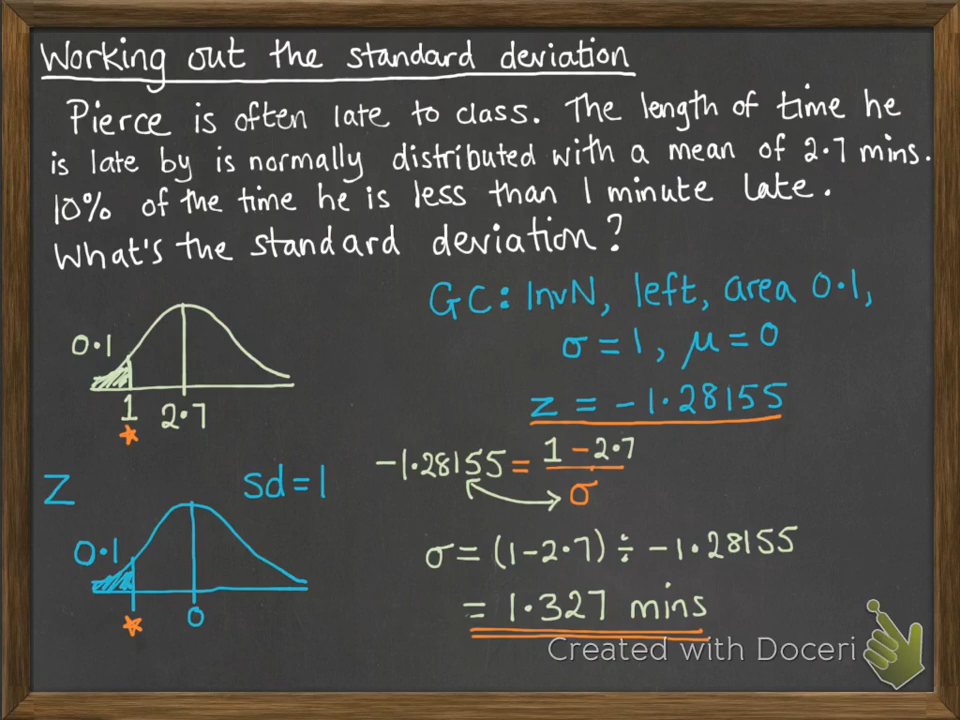 Working out the standard deviation
Pierce is often late to class. The length of time he
is late by is normally distributed with a mean of 2.7 mins.
10% of the time he is less than 1 minute late.
What's the standard deviation?
GC: InvN, left, area 0.1,
σ = 1, μ = 0
z = -1.28155
0.1
1 2.7
-1.28155 = 1 - 2.7
σ
Z sd = 1
0.1
0
σ = (1 - 2.7) ÷ -1.28155
= 1.327 mins
Created with Doceri